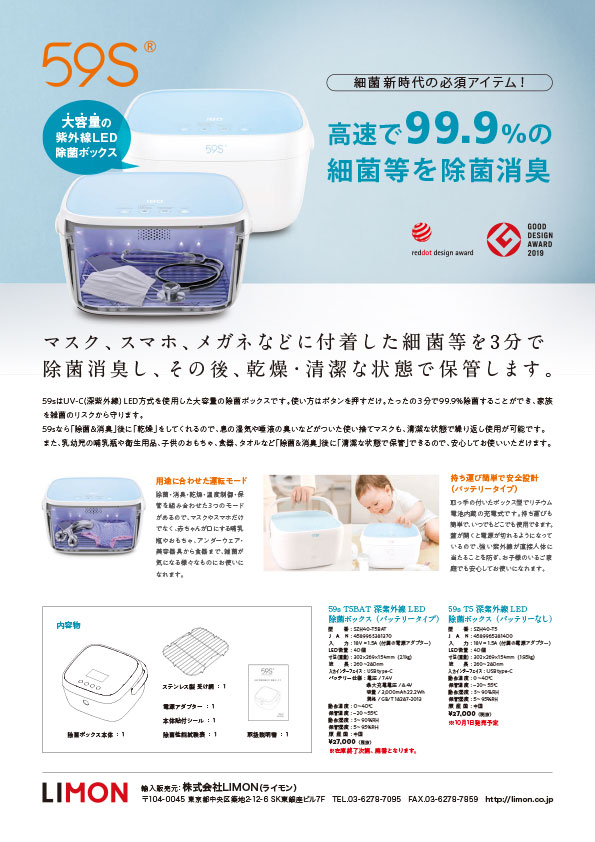 59S®
細菌新時代の必須アイテム！
大容量の
紫外線LED
除菌ボックス
高速で99.9%の
細菌等を除菌消臭
59S
reddot design award
GOOD
DESIGN
AWARD
2019
マスク、スマホ、メガネなどに付着した細菌等を3分で
除菌消臭し、その後、乾燥・清潔な状態で保管します。
59sはUV-C(深紫外線) LED方式を使用した大容量の除菌ボックスです。使い方はボタンを押すだけ。たったの3分で99.9%除菌することができ、家族
を雑菌のリスクから守ります。
59sなら「除菌&消臭」後に「乾燥」をしてくれるので、息の湿気や唾液の臭いなどがついた使い捨てマスクも、清潔な状態で繰り返し使用が可能です。
また、乳幼児の哺乳瓶や衛生用品、子供のおもちゃ、食器、タオルなど「除菌&消臭」後に「清潔な状態で保管」できるので、安心してお使いいただけます。
用途に合わせた運転モード
除菌・消臭・乾燥・温度制御・保
管を組み合わせた3つのモード
があるので、マスクやスマホだけ
でなく、赤ちゃんが口にする哺乳
瓶やおもちゃ、アンダーウェア・
美容器具から食器まで、雑菌が
気になる様々なものにお使いに
なれます。
持ち運び簡単で安全設計
（バッテリータイプ）
取っ手の付いたボックス型でリチウム
電池内蔵の充電式です。持ち運びも
簡単で、いつでもどこでも使用できます。
蓋が開くと電源が切れるようになって
いるので、強い紫外線が直接人体に
当たることを防ぎ、お子様のいるご家
庭でも安心してお使いになれます。
内容物
ステンレス製 受け網 ： 1
電源アダプター ： 1
本体貼付シール ： 1
除菌ボックス本体 ： 1
除菌性能試験表 ： 1
59S
取扱説明書 ： 1
59s T5BAT 深紫外線 LED
除菌ボックス（バッテリータイプ）
型 番 : SZH40-T5BAT
J A N : 4589965381370
入 力 : 18V = 1.5A (付属の電源アダプター)
LED数量 : 40個
寸法(重量) : 302x269x154mm (2.1kg)
波 長 : 260~280nm
入力インターフェイス : USB type-C
バッテリー仕様 : 電圧 / 7.4V
最大充電電圧 / 8.4V
容量 / 3,000mAh22.2Wh
規格 / GB/T18287-2013
動作温度 : 0~40℃
保管温度 : -20~55℃
動作湿度 : 5~90%RH
保管湿度 : 5~95%RH
原 産 国 : 中国
¥27,000 (税抜)
※在庫終了次第、廃番となります。
59s T5 深紫外線 LED
除菌ボックス（バッテリーなし）
型 番 : SZH40-T5
J A N : 4589965381400
入 力 : 18V = 1.5A (付属の電源アダプター)
LED数量 : 40個
寸法(重量) : 302x269x154mm (1.85kg)
波 長 : 260~280nm
入力インターフェイス : USB type-C
動作温度 : 0~40℃
保管温度 : -20~55℃
動作湿度 : 5~90%RH
保管湿度 : 5~95%RH
原 産 国 : 中国
¥27,000 (税抜)
※10月1日発売予定
LIMON
輸入販売元：株式会社LIMON(ライモン)
〒104-0045 東京都中央区築地2-12-6 SK東銀座ビル7F TEL.03-6278-7095 FAX.03-6278-7859 http://limon.co.jp